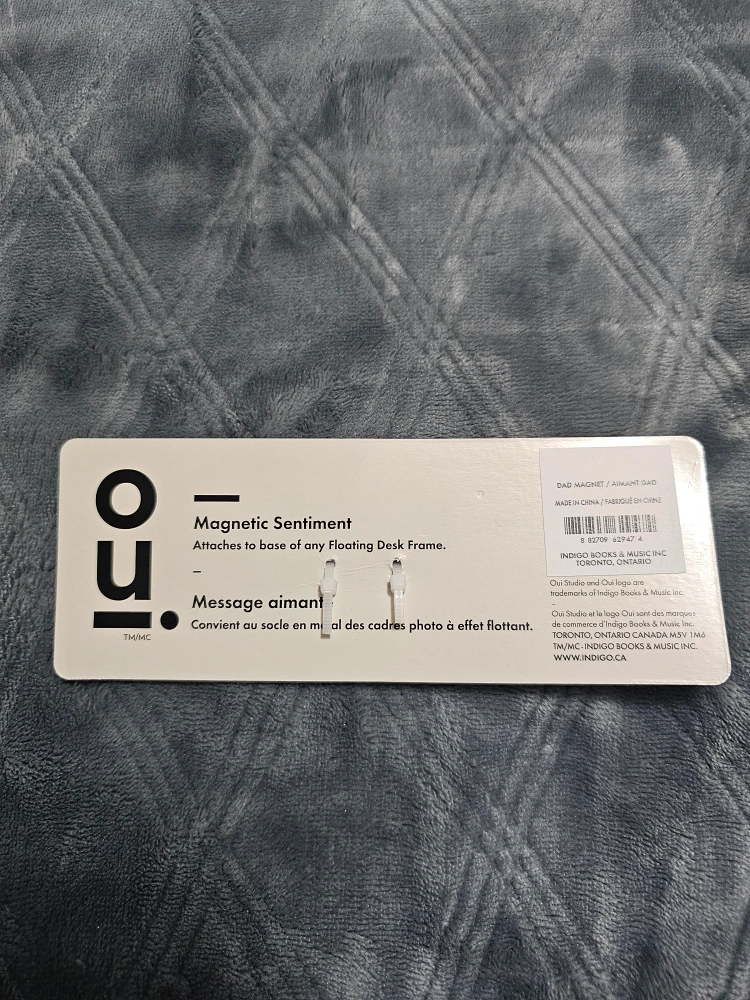 oui.
TM/MC
Magnetic Sentiment
Attaches to base of any Floating Desk Frame.
Message aimanté
Convient au socle en métal des cadres photo à effet flottant.
DAD MAGNET / AIMANT DAD
MADE IN CHINA / FABRIQUÉ EN CHINE
8 82709 62947 4
INDIGO BOOKS & MUSIC INC
TORONTO, ONTARIO
Oui Studio and Oui logo are
trademarks of Indigo Books & Music Inc.
Oui Studio et le logo Oui sont des marques
de commerce d'Indigo Books & Music Inc.
TORONTO, ONTARIO CANADA M5V 1M6
TM/MC-INDIGO BOOKS & MUSIC INC.
WWW.INDIGO.CA